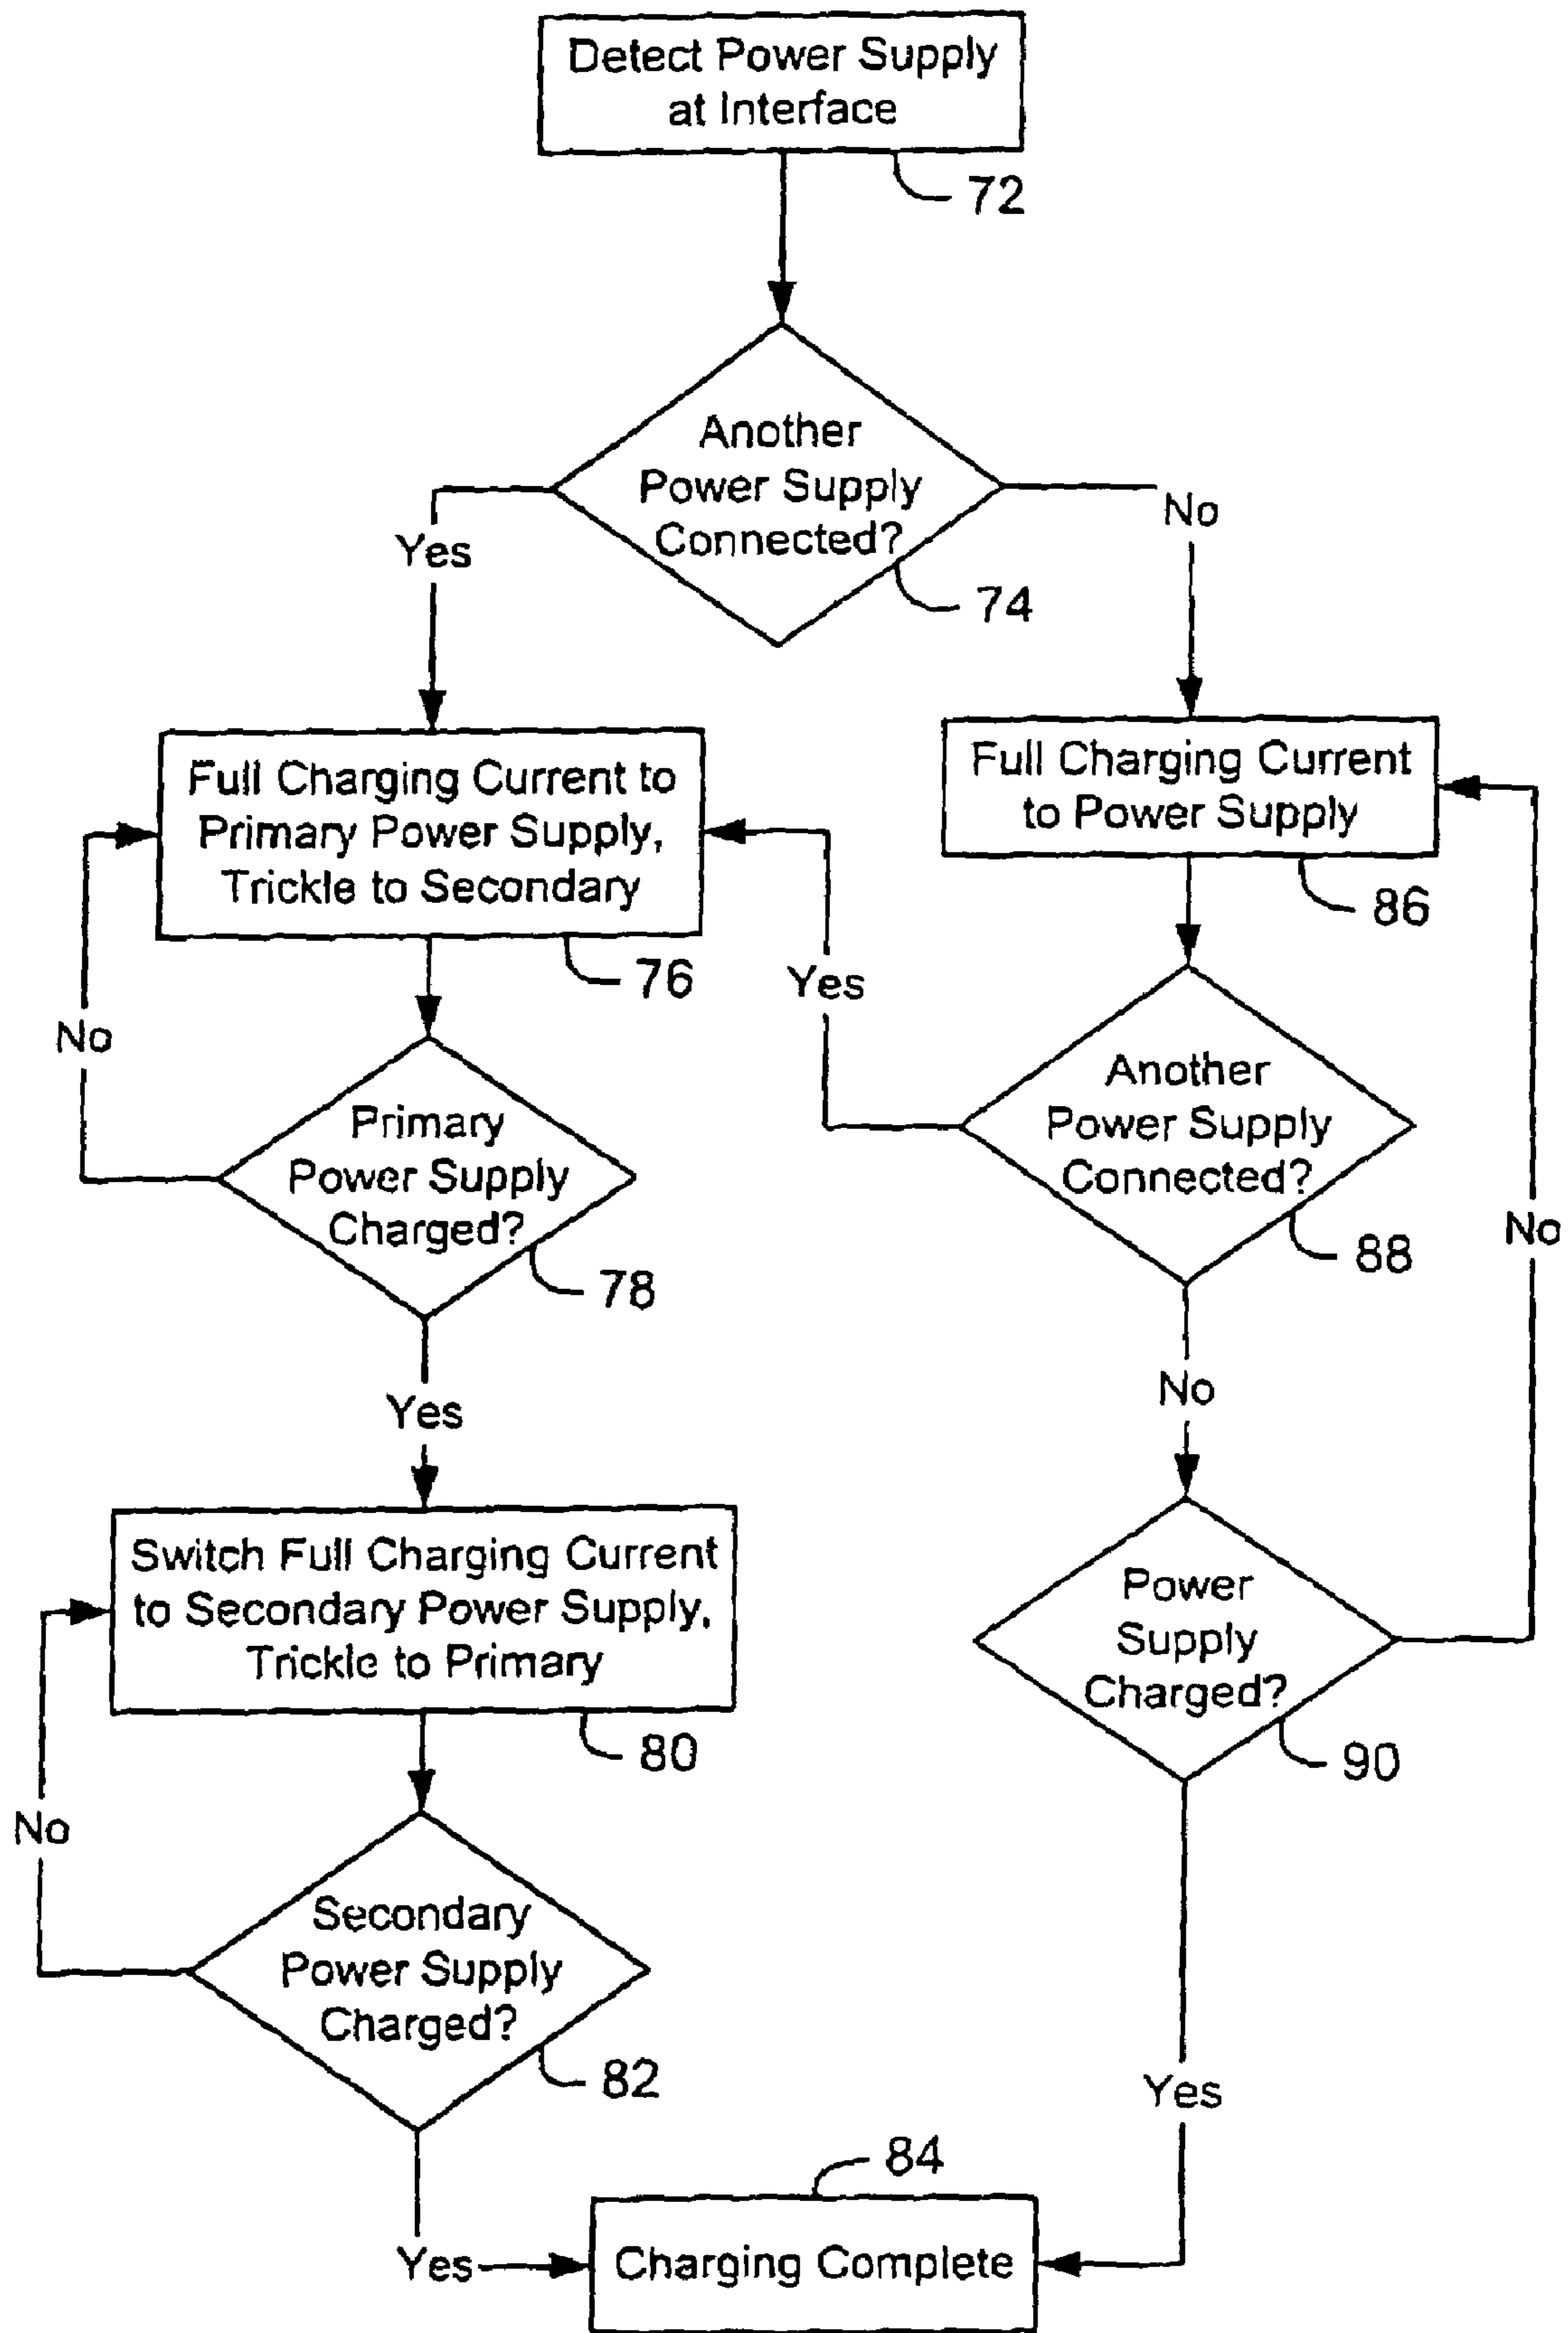 Detect Power Supply
at Interface
72
Another
Power Supply
Connected?
74
Yes
No
Full Charging Current to
Primary Power Supply,
Trickle to Secondary
76
Full Charging Current
to Power Supply
86
Yes
No
Primary
Power Supply
Charged?
78
Another
Power Supply
Connected?
88
No
No
Yes
Switch Full Charging Current
to Secondary Power Supply,
Trickle to Primary
80
Power
Supply
Charged?
90
No
Secondary
Power Supply
Charged?
82
Yes
84
Yes
Charging Complete